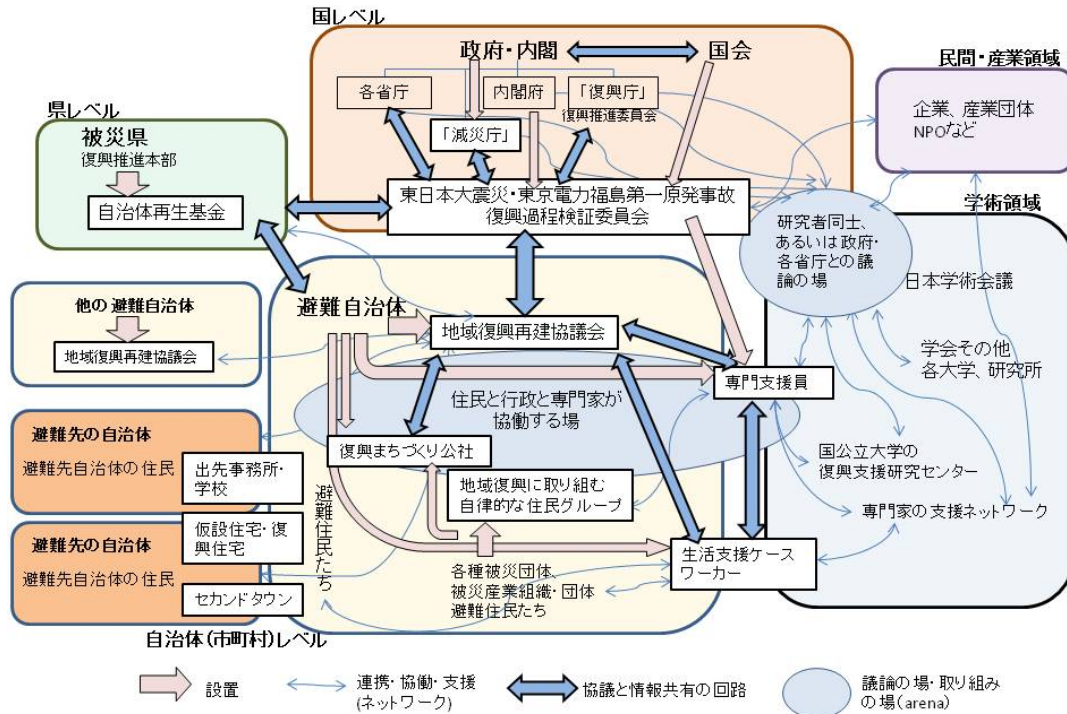 国レベル
政府・内閣
国会
各省庁
内閣府
「復興庁」
復興推進委員会
「減災庁」
東日本大震災・東京電力福島第一原発事故
復興過程検証委員会
県レベル
被災県
復興推進本部
自治体再生基金
民間・産業領域
企業、産業団体
NPOなど
学術領域
研究者同士、
あるいは政府・
各省庁との議
論の場
日本学術会議
学会その他
各大学、研究所
国公立大学の
復興支援研究センター
専門家の支援ネットワーク
他の避難自治体
地域復興再建協議会
避難自治体
地域復興再建協議会
専門支援員
住民と行政と専門家が
協働する場
復興まちづくり公社
地域復興に取り組む
自律的な住民グループ
避難住民たち
各種被災団体、
被災産業組織・団体
避難住民たち
生活支援ケース
ワーカー
避難先の自治体
避難先自治体の住民
出先事務所・
学校
仮設住宅・復
興住宅
避難先の自治体
避難先自治体の住民
セカンドタウン
自治体(市町村)レベル
設置
連携・協働・支援
(ネットワーク)
協議と情報共有の回路
議論の場・取り組み
の場(arena)